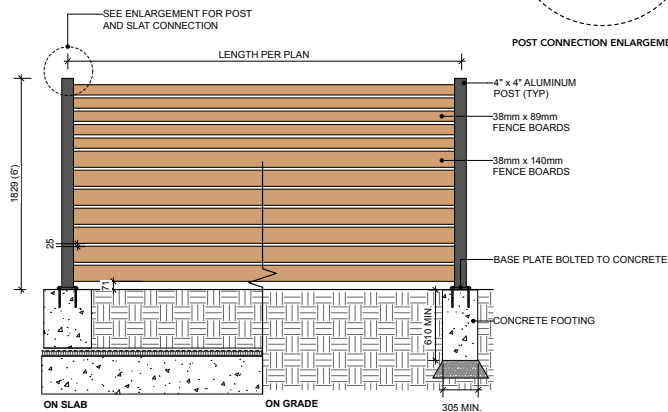 SEE ENLARGEMENT FOR POST
AND SLAT CONNECTION
POST CONNECTION ENLARGEME
LENGTH PER PLAN
4" x 4" ALUMINUM
POST (TYP)
38mm x 89mm
FENCE BOARDS
38mm x 140mm
FENCE BOARDS
1829 (6')
25
71
BASE PLATE BOLTED TO CONCRETE
610 MIN.
CONCRETE FOOTING
ON SLAB
ON GRADE
305 MIN.